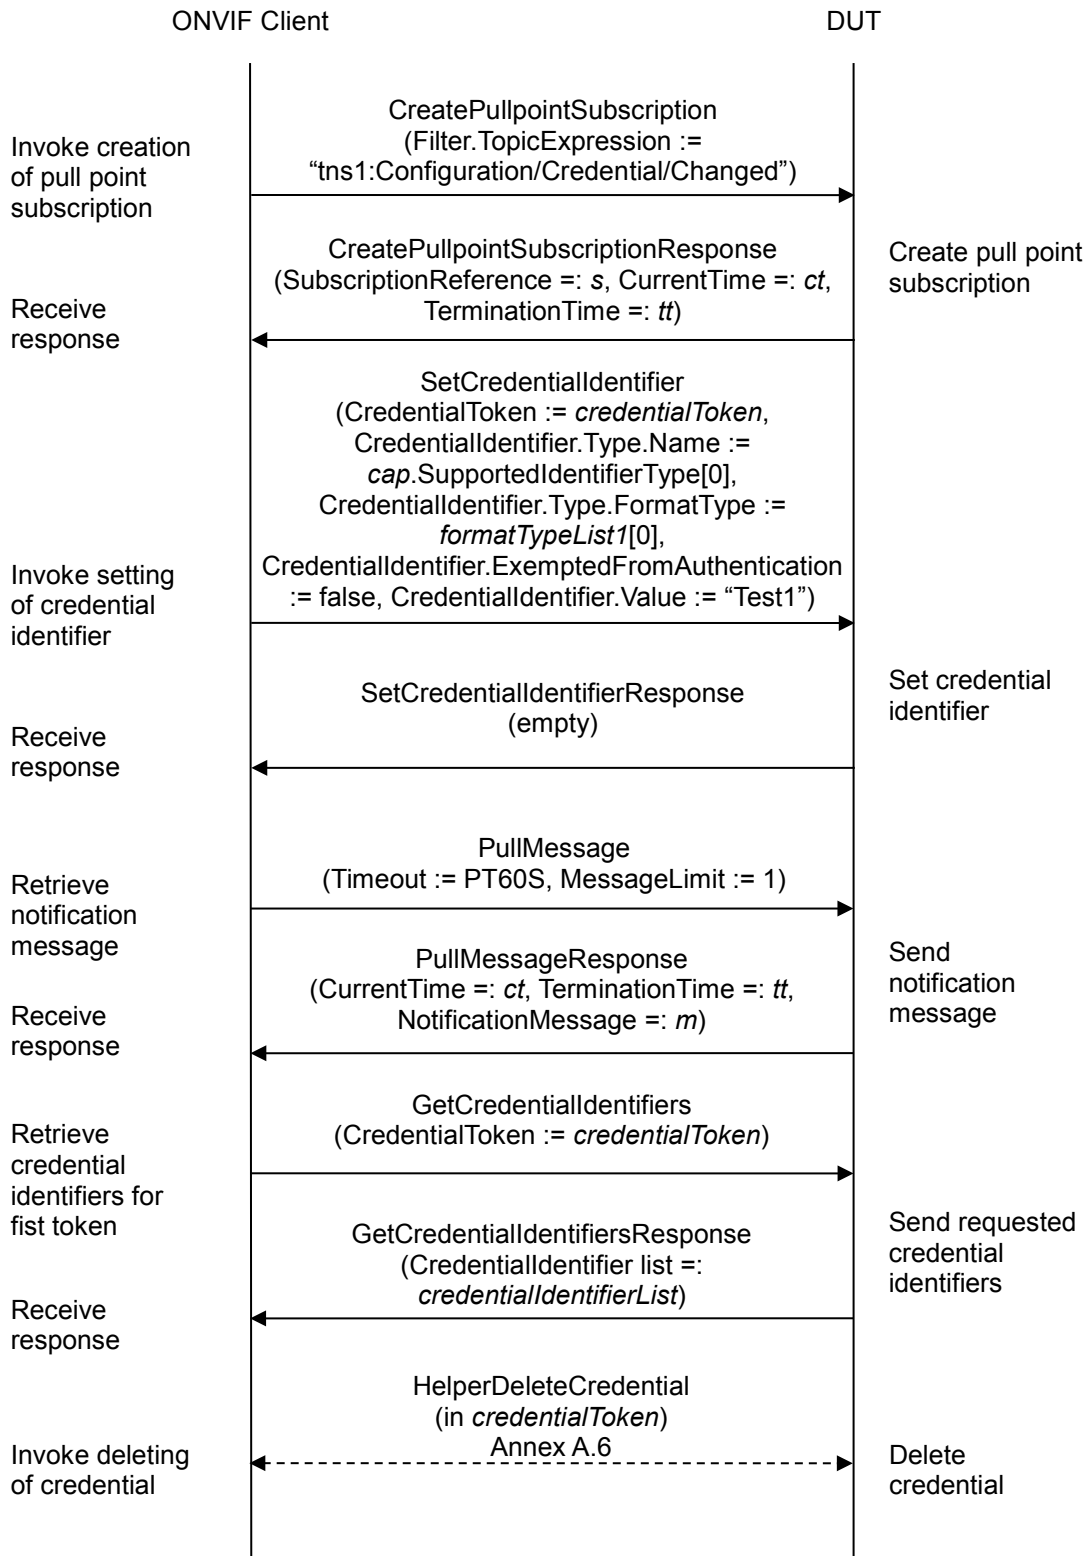 ONVIF Client
DUT
CreatePullpointSubscription
(Filter.TopicExpression :=
“tns1:Configuration/Credential/Changed”)
Invoke creation
of pull point
subscription
CreatePullpointSubscriptionResponse
(SubscriptionReference =: s, CurrentTime =: ct,
TerminationTime =: tt)
Create pull point
subscription
Receive
response
SetCredentialIdentifier
(CredentialToken := credentialToken,
CredentialIdentifier.Type.Name :=
cap.SupportedIdentifierType[0],
CredentialIdentifier.Type.FormatType :=
formatTypeList1[0],
CredentialIdentifier.ExemptedFromAuthentication
:= false, CredentialIdentifier.Value := “Test1”)
Invoke setting
of credential
identifier
SetCredentialIdentifierResponse
(empty)
Set credential
identifier
Receive
response
PullMessage
(Timeout := PT60S, MessageLimit := 1)
Retrieve
notification
message
PullMessageResponse
(CurrentTime =: ct, TerminationTime =: tt,
NotificationMessage =: m)
Send
notification
message
Receive
response
GetCredentialIdentifiers
(CredentialToken := credentialToken)
Retrieve
credential
identifiers for
fist token
GetCredentialIdentifiersResponse
(CredentialIdentifier list =:
credentialIdentifierList)
Send requested
credential
identifiers
Receive
response
HelperDeleteCredential
(in credentialToken)
Annex A.6
Invoke deleting
of credential
Delete
credential